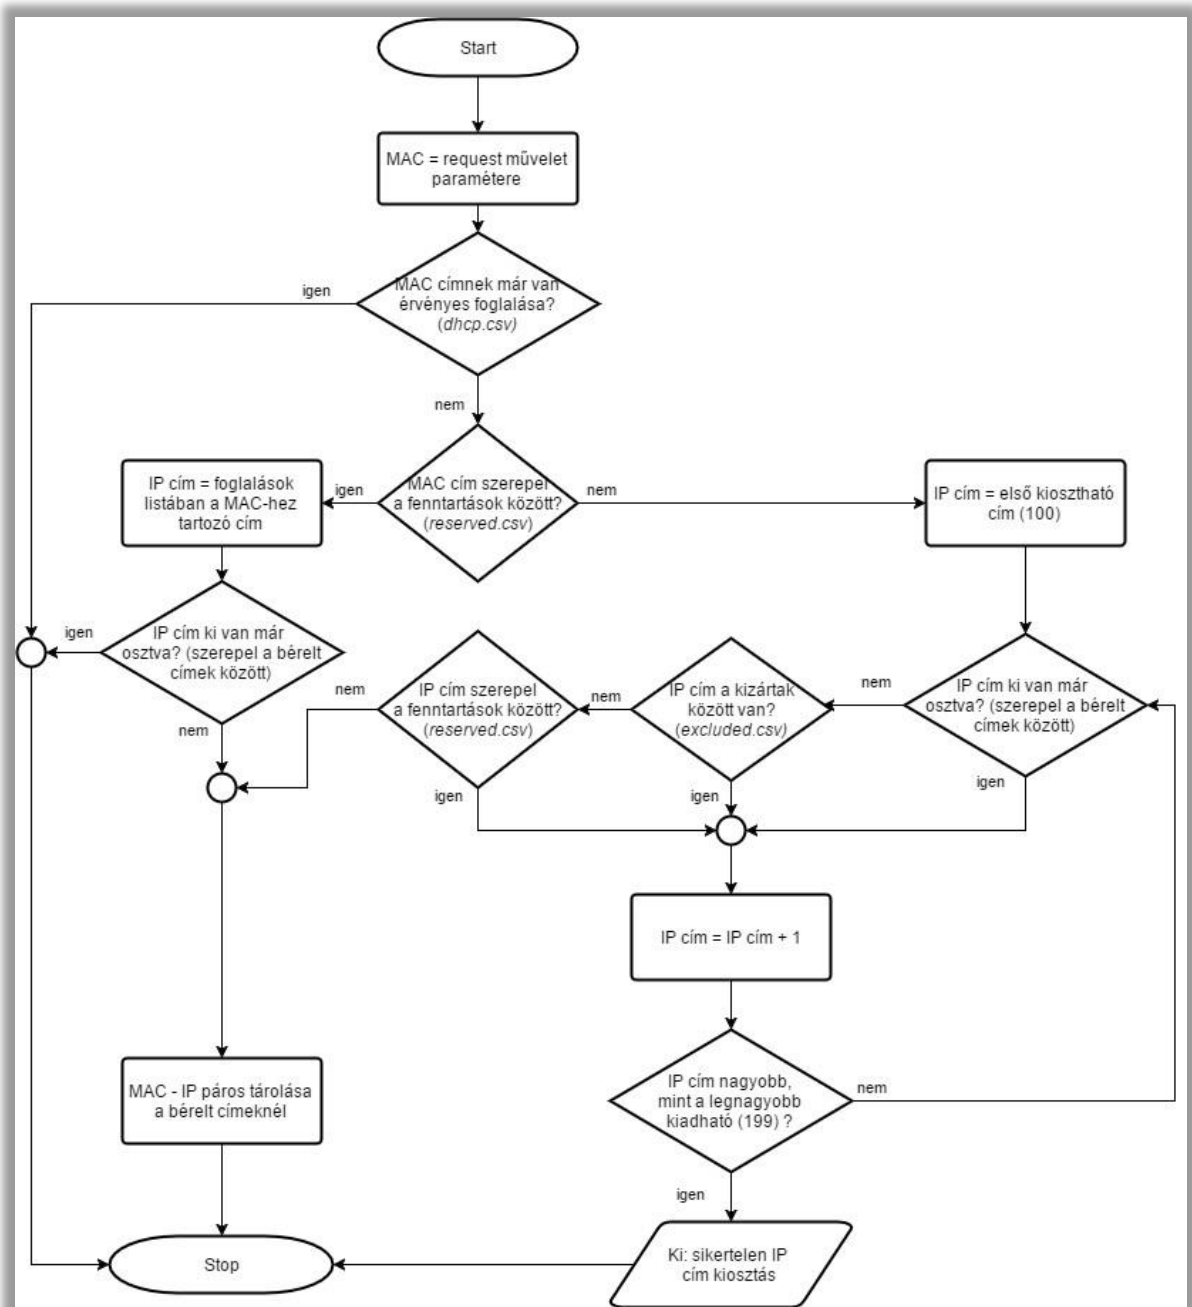 Start
MAC = request művelet
paramétere
MAC címnek már van
érvényes foglalása?
(dhcp.csv)
igen
nem
MAC cím szerepel
a fenntartások között?
(reserved.csv)
igen
nem
IP cím = foglalások
listában a MAC-hez
tartozó cím
IP cím = első kiosztható
cím (100)
IP cím ki van már
osztva? (szerepel a bérelt
címek között)
igen
nem
IP cím szerepel
a fenntartások között?
(reserved.csv)
nem
igen
IP cím a kizártak
között van?
(excluded.csv)
nem
igen
IP cím ki van már
osztva? (szerepel a bérelt
címek között)
nem
igen
IP cím = IP cím + 1
MAC - IP páros tárolása
a bérelt címeknél
IP cím nagyobb,
mint a legnagyobb
kiadható (199) ?
nem
igen
Ki: sikertelen IP
cím kiosztás
Stop